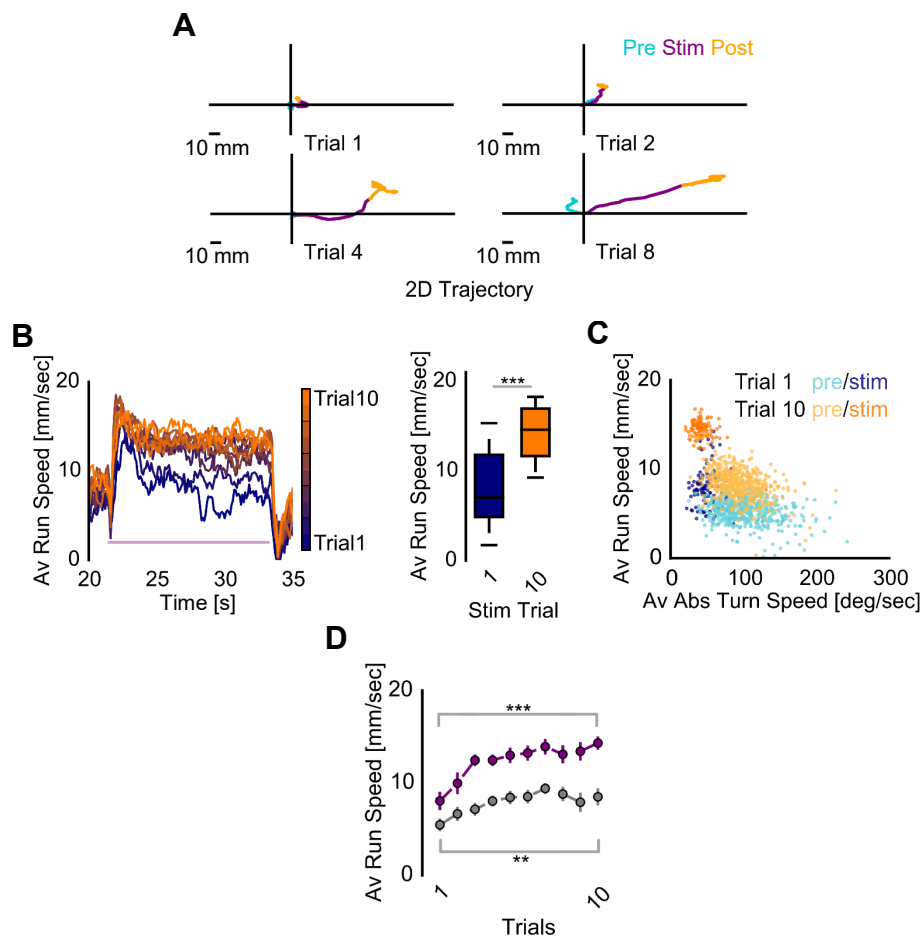 A
Pre Stim Post
10 mm Trial 1
10 mm Trial 2
10 mm Trial 4
10 mm Trial 8
2D Trajectory
B
Av Run Speed [mm/sec]
20
10
0
20 25 30 35
Time [s]
Trial10
Trial1
Av Run Speed [mm/sec]
20
10
0
***
1 10
Stim Trial
C
Av Run Speed [mm/sec]
20
10
0
Trial 1 pre/stim
Trial 10 pre/stim
0 100 200 300
Av Abs Turn Speed [deg/sec]
D
Av Run Speed [mm/sec]
20
10
0
***
**
1 10
Trials